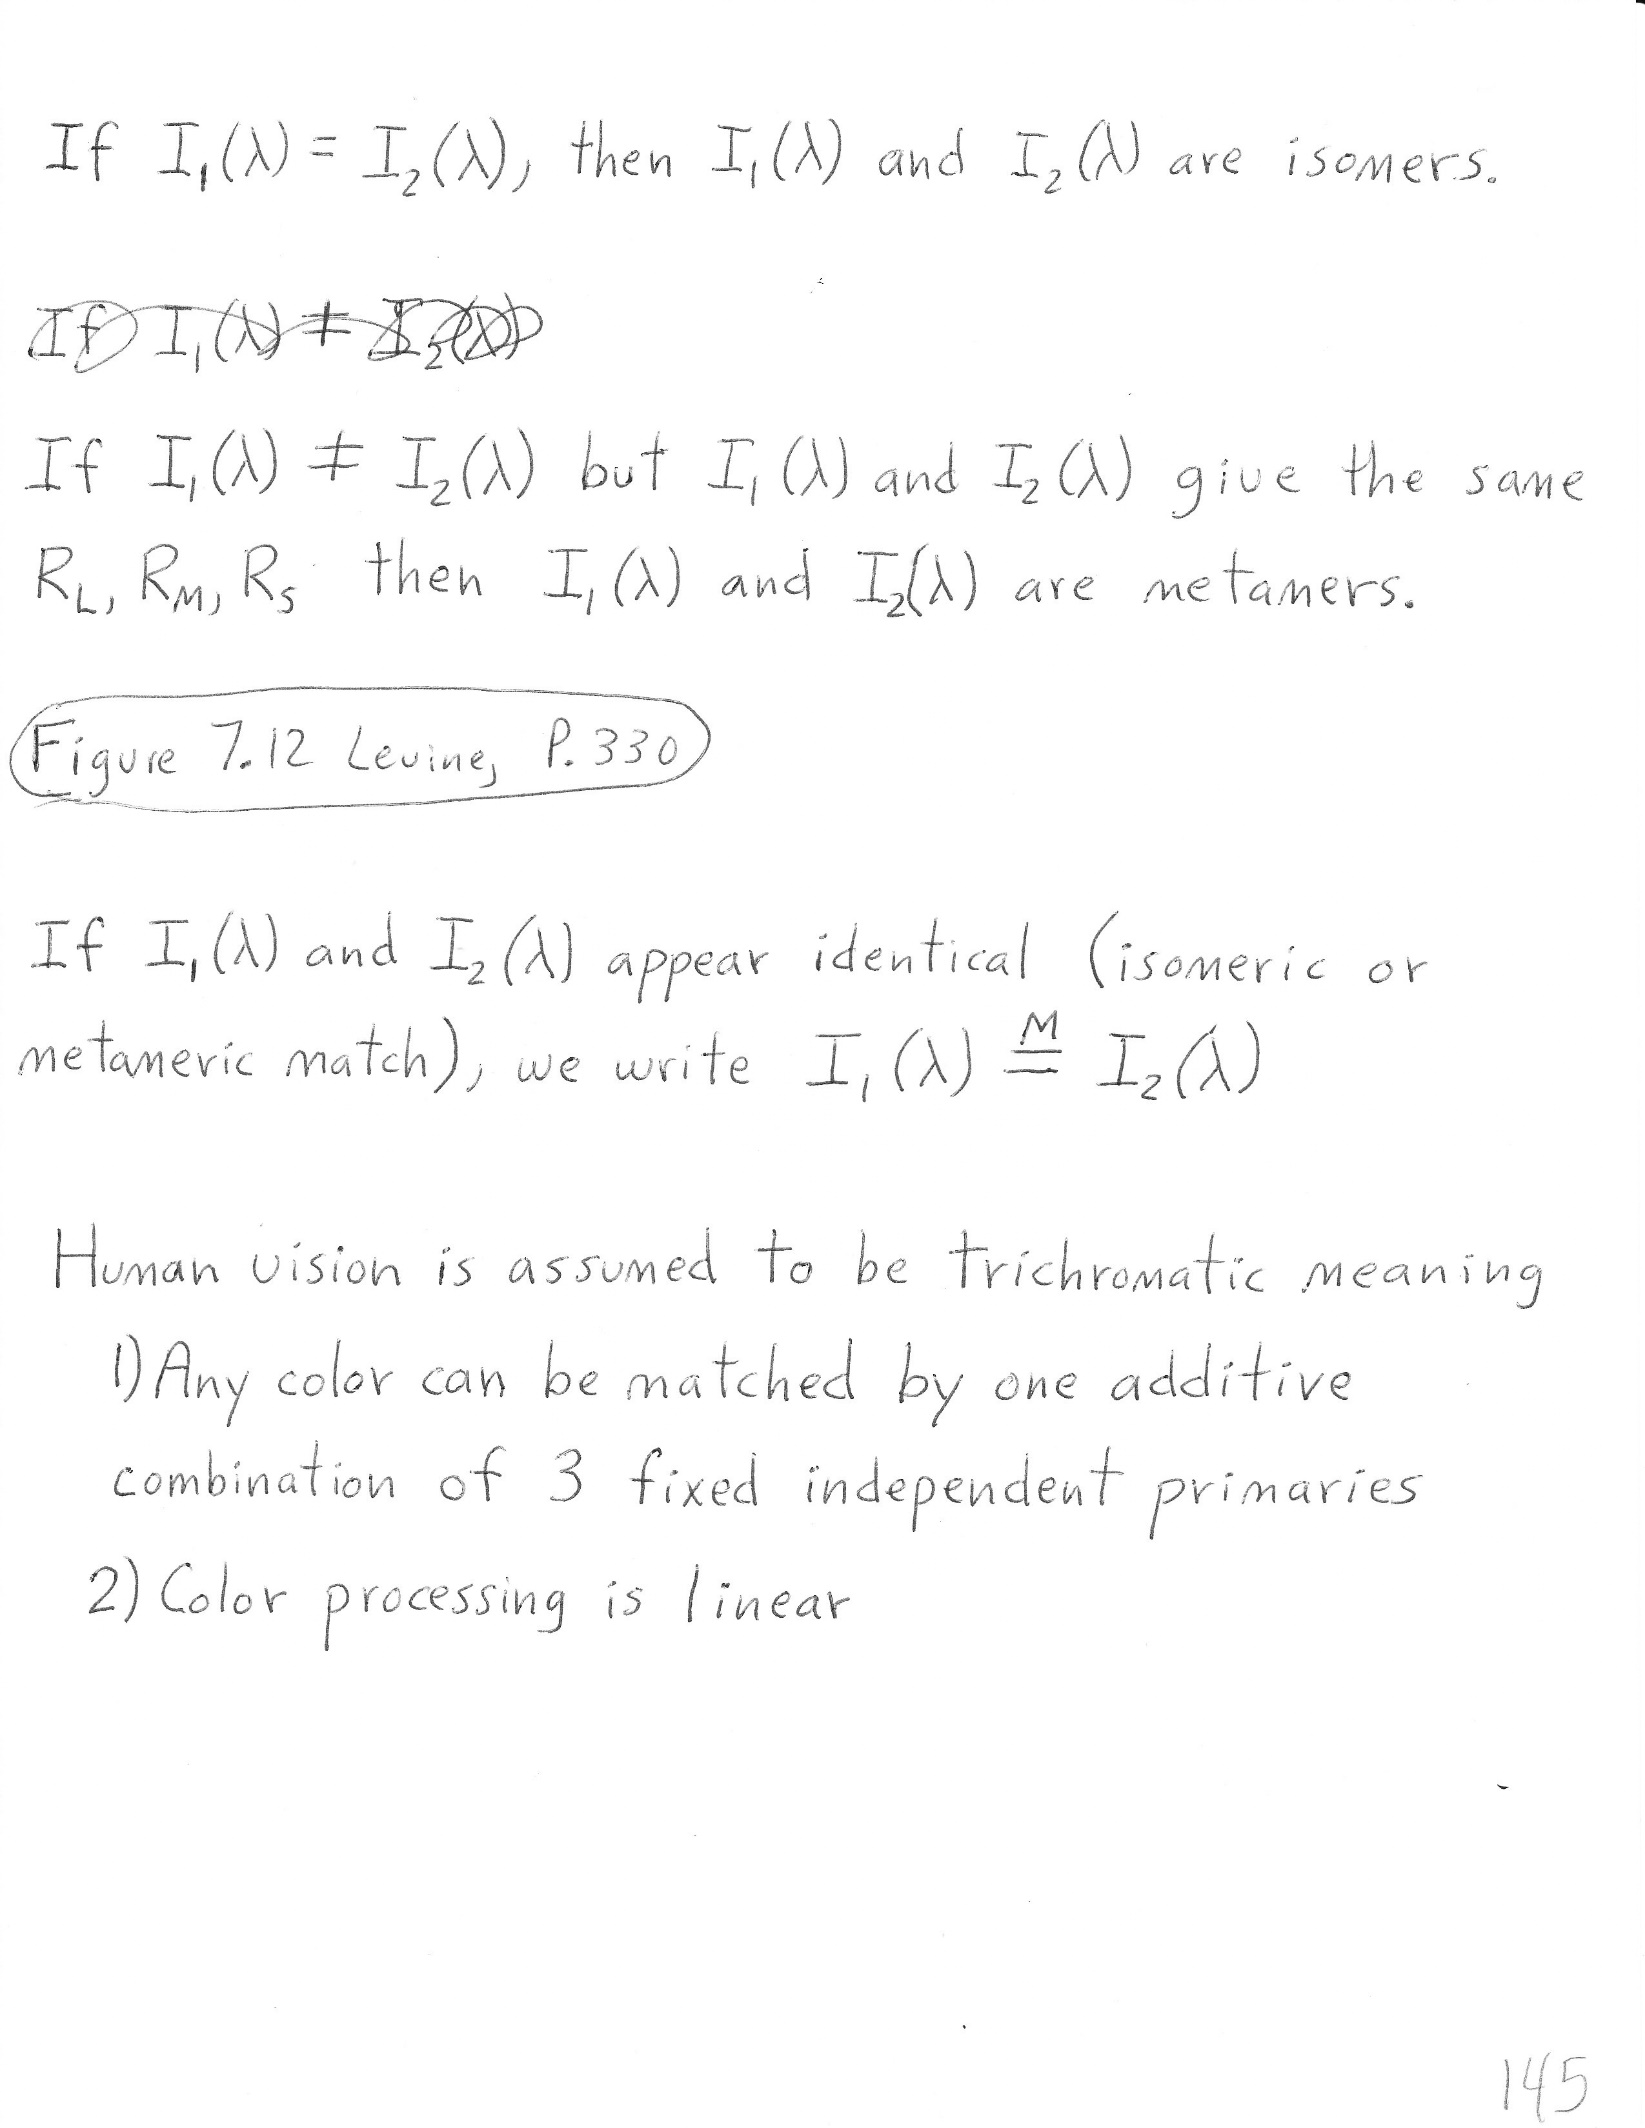 If I₁(λ) = I₂(λ), then I₁(λ) and I₂(λ) are isomers.
If I₁(λ) ≠ I₂(λ)
If I₁(λ) ≠ I₂(λ) but I₁(λ) and I₂(λ) give the same
R_L, R_M, R_S then I₁(λ) and I₂(λ) are metamers.
Figure 7.12 Levine, P. 330
If I₁(λ) and I₂(λ) appear identical (isomeric or
metameric match), we write I₁(λ) ≝ᴹ I₂(λ)
Human vision is assumed to be trichromatic meaning
1) Any color can be matched by one additive
combination of 3 fixed independent primaries
2) Color processing is linear
145